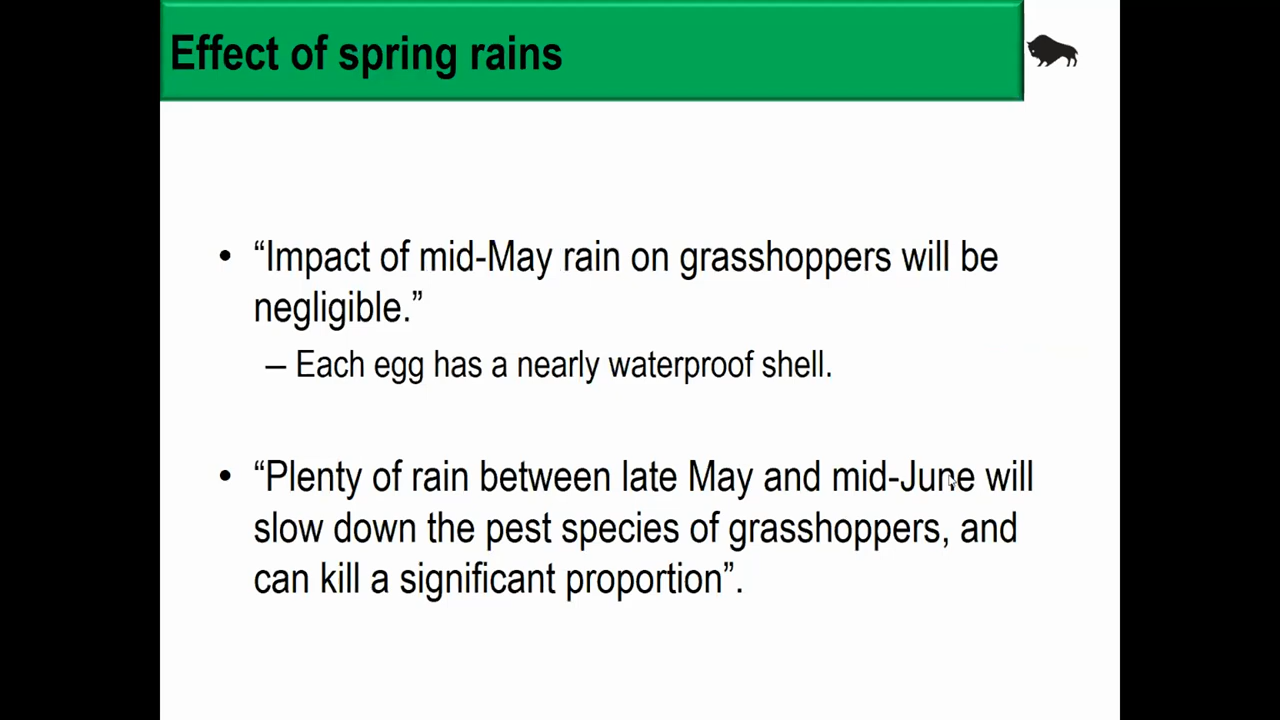 Effect of spring rains
• “Impact of mid-May rain on grasshoppers will be
negligible.”
– Each egg has a nearly waterproof shell.
• “Plenty of rain between late May and mid-June will
slow down the pest species of grasshoppers, and
can kill a significant proportion”.